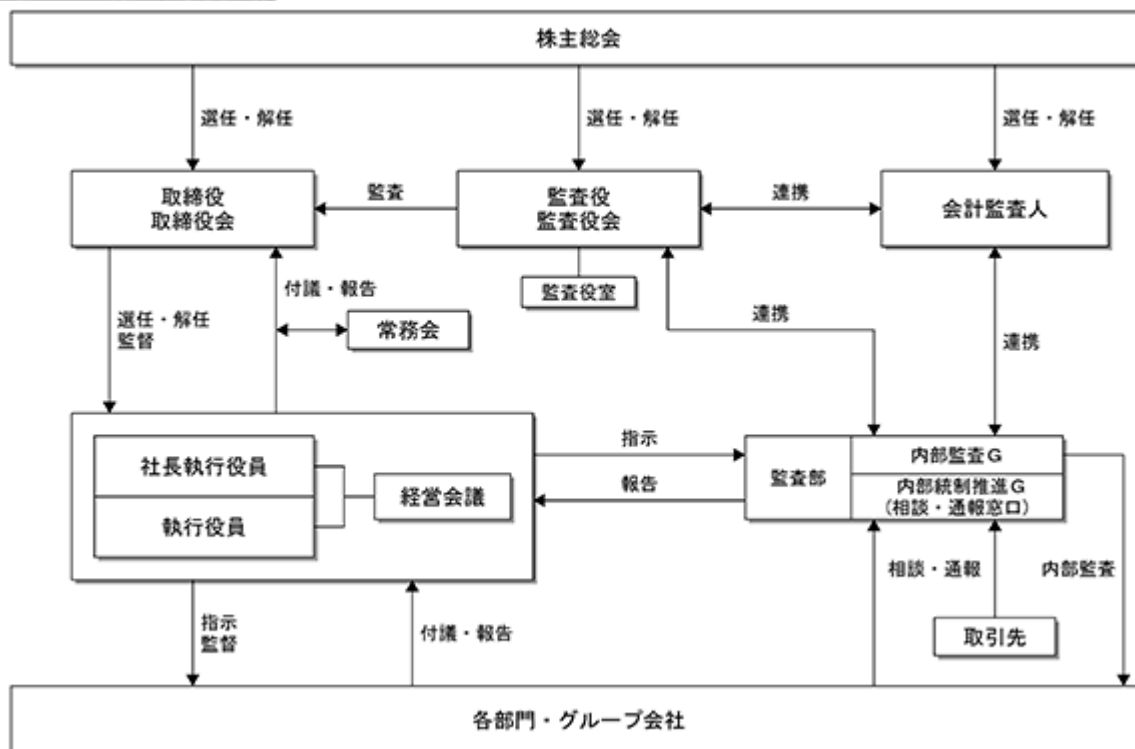 株主総会
選任・解任
選任・解任
選任・解任
取締役
取締役会
監査
監査役
監査役会
連携
会計監査人
監査役室
付議・報告
常務会
選任・解任
監督
連携
連携
社長執行役員
執行役員
経営会議
指示
報告
監査部
内部監査G
内部統制推進G
(相談・通報窓口)
相談・通報
内部監査
取引先
指示
監督
付議・報告
各部門・グループ会社